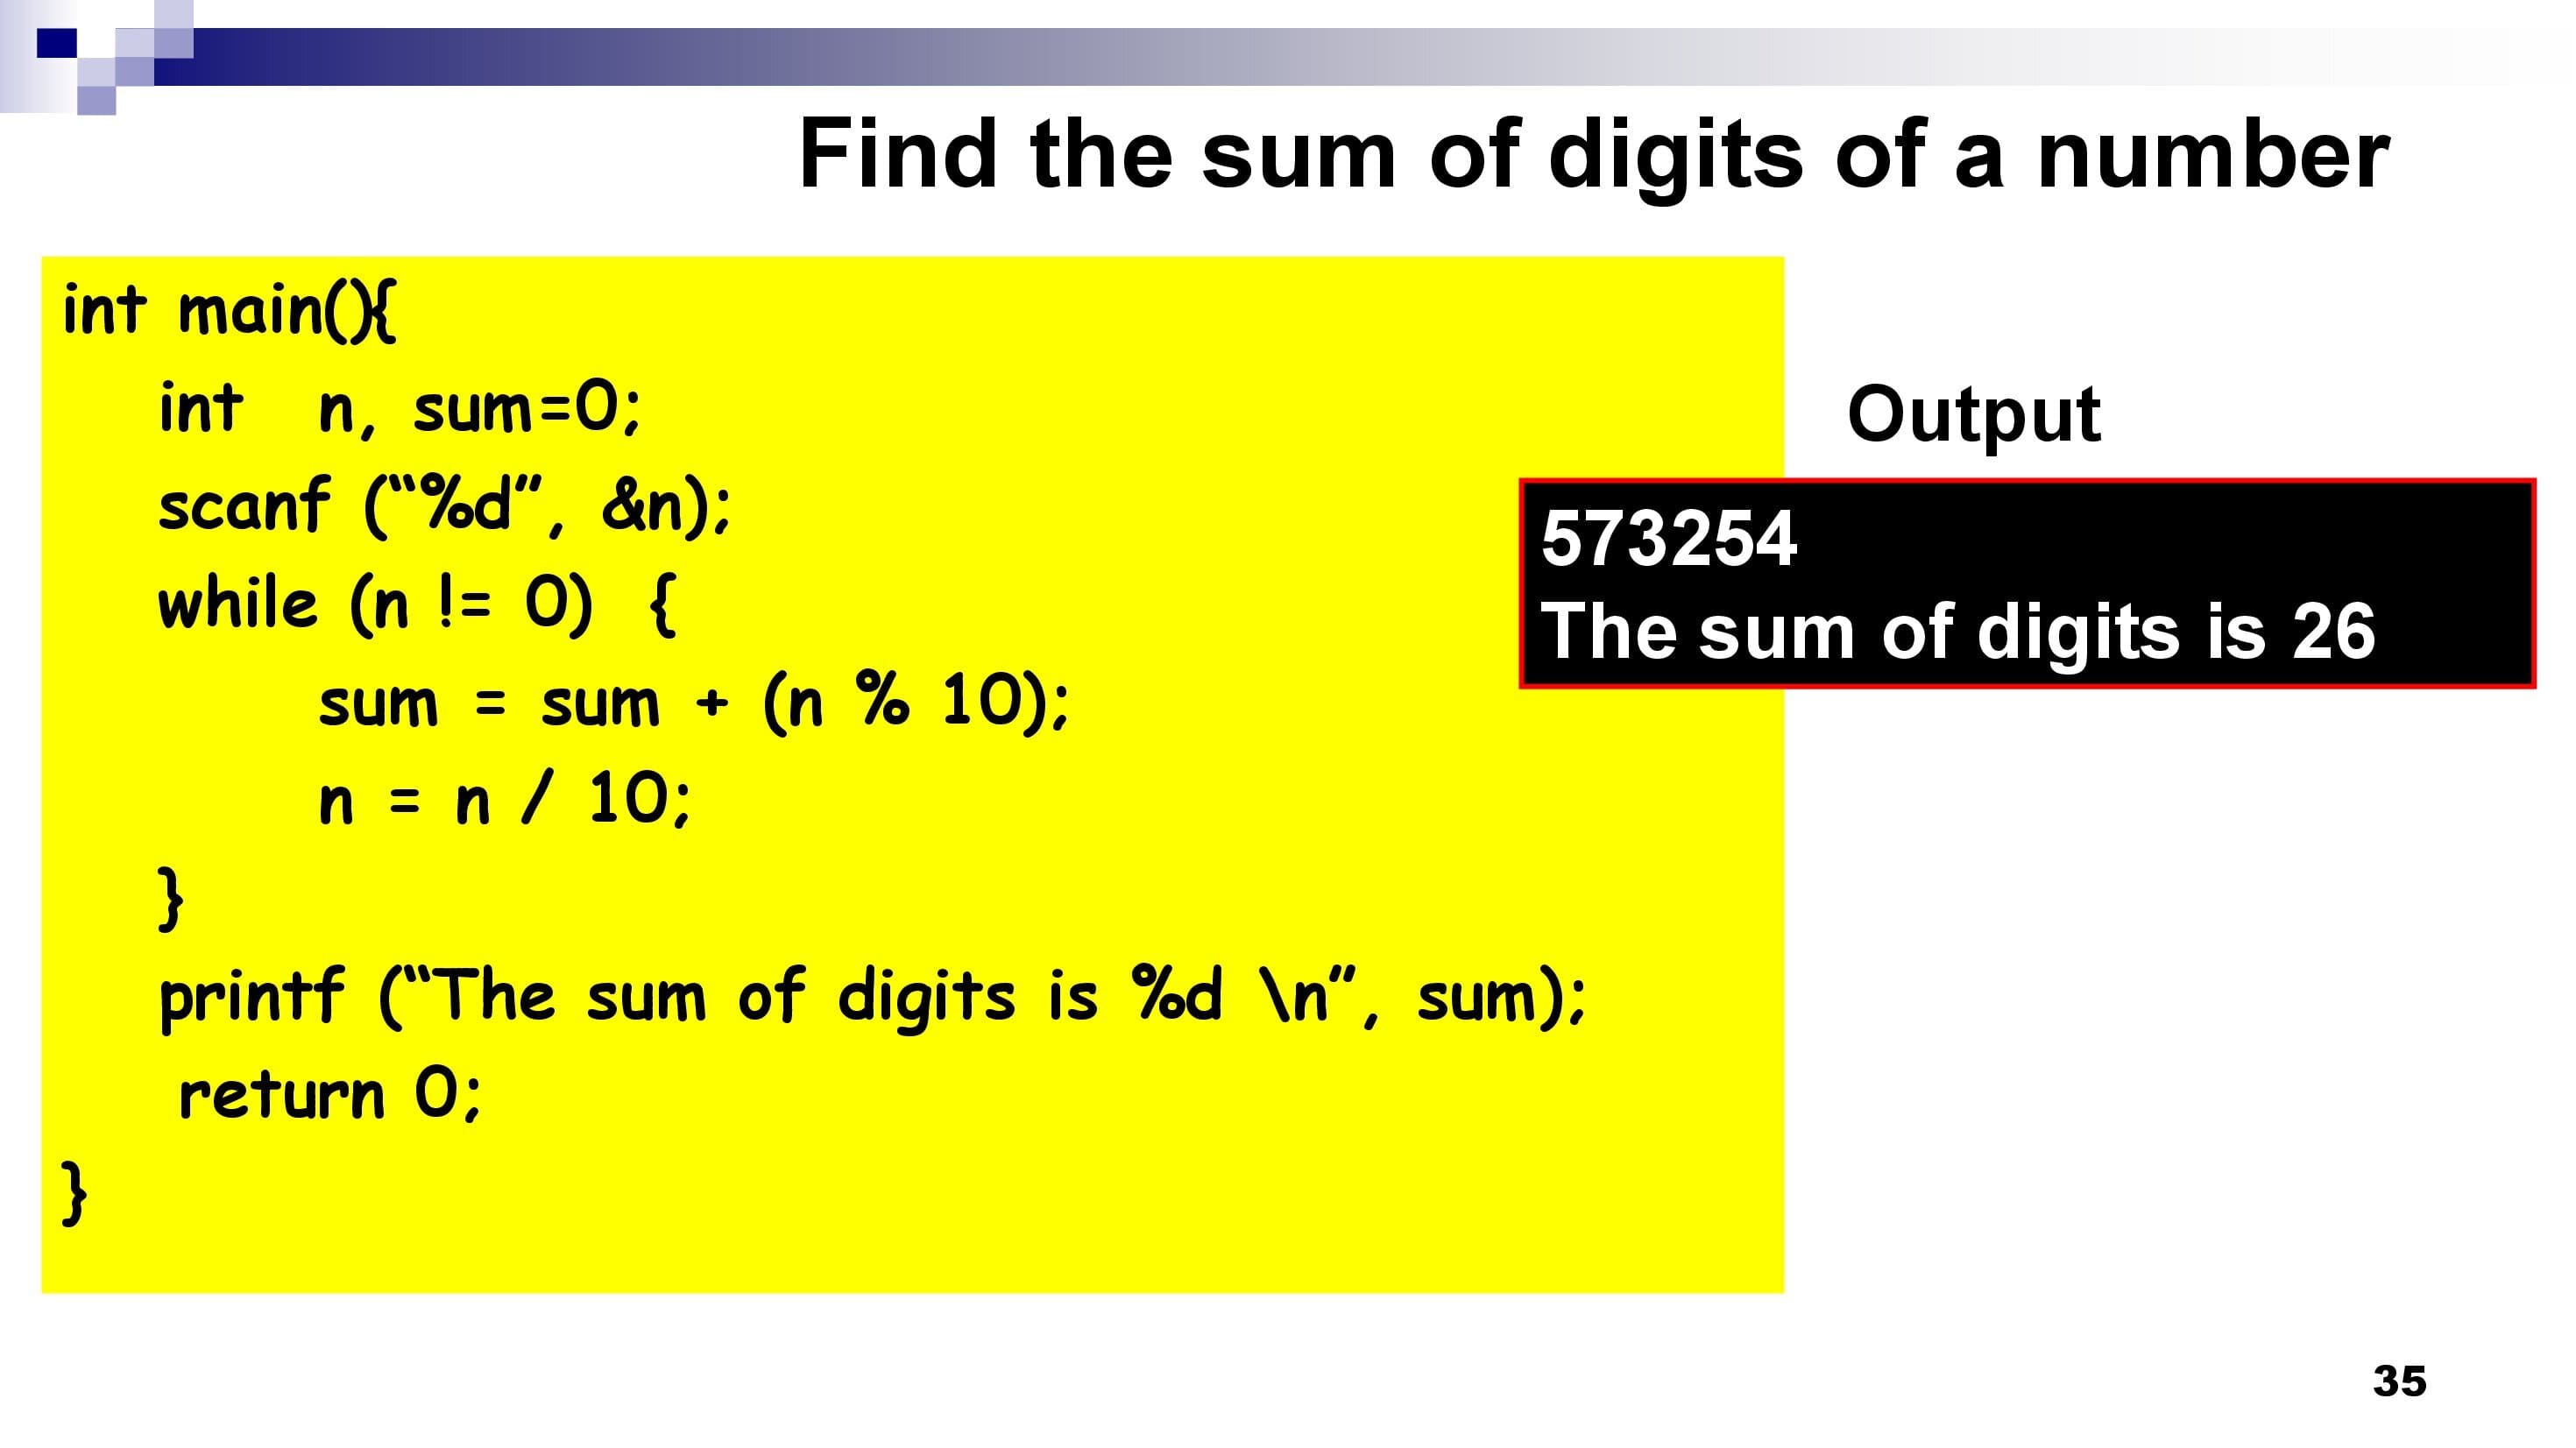 Find the sum of digits of a number
int main(){
int n, sum=0;
scanf (“%d”, &n);
while (n != 0) {
sum = sum + (n % 10);
n = n / 10;
}
printf (“The sum of digits is %d \n”, sum);
return 0;
}
Output
573254
The sum of digits is 26
35